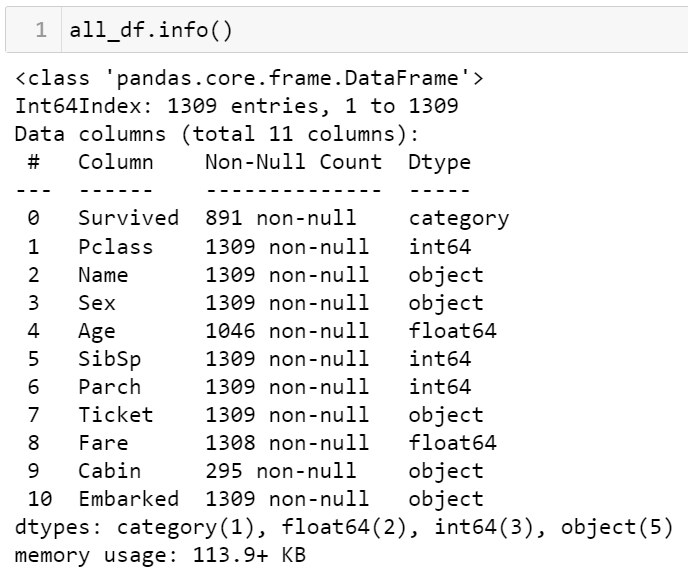 1 all_df.info()
<class 'pandas.core.frame.DataFrame'>
Int64Index: 1309 entries, 1 to 1309
Data columns (total 11 columns):
 #   Column    Non-Null Count  Dtype
---  ------    --------------  -----
 0   Survived  891 non-null    category
 1   Pclass    1309 non-null   int64
 2   Name      1309 non-null   object
 3   Sex       1309 non-null   object
 4   Age       1046 non-null   float64
 5   SibSp     1309 non-null   int64
 6   Parch     1309 non-null   int64
 7   Ticket    1309 non-null   object
 8   Fare      1308 non-null   float64
 9   Cabin     295 non-null    object
 10  Embarked  1309 non-null   object
dtypes: category(1), float64(2), int64(3), object(5)
memory usage: 113.9+ KB